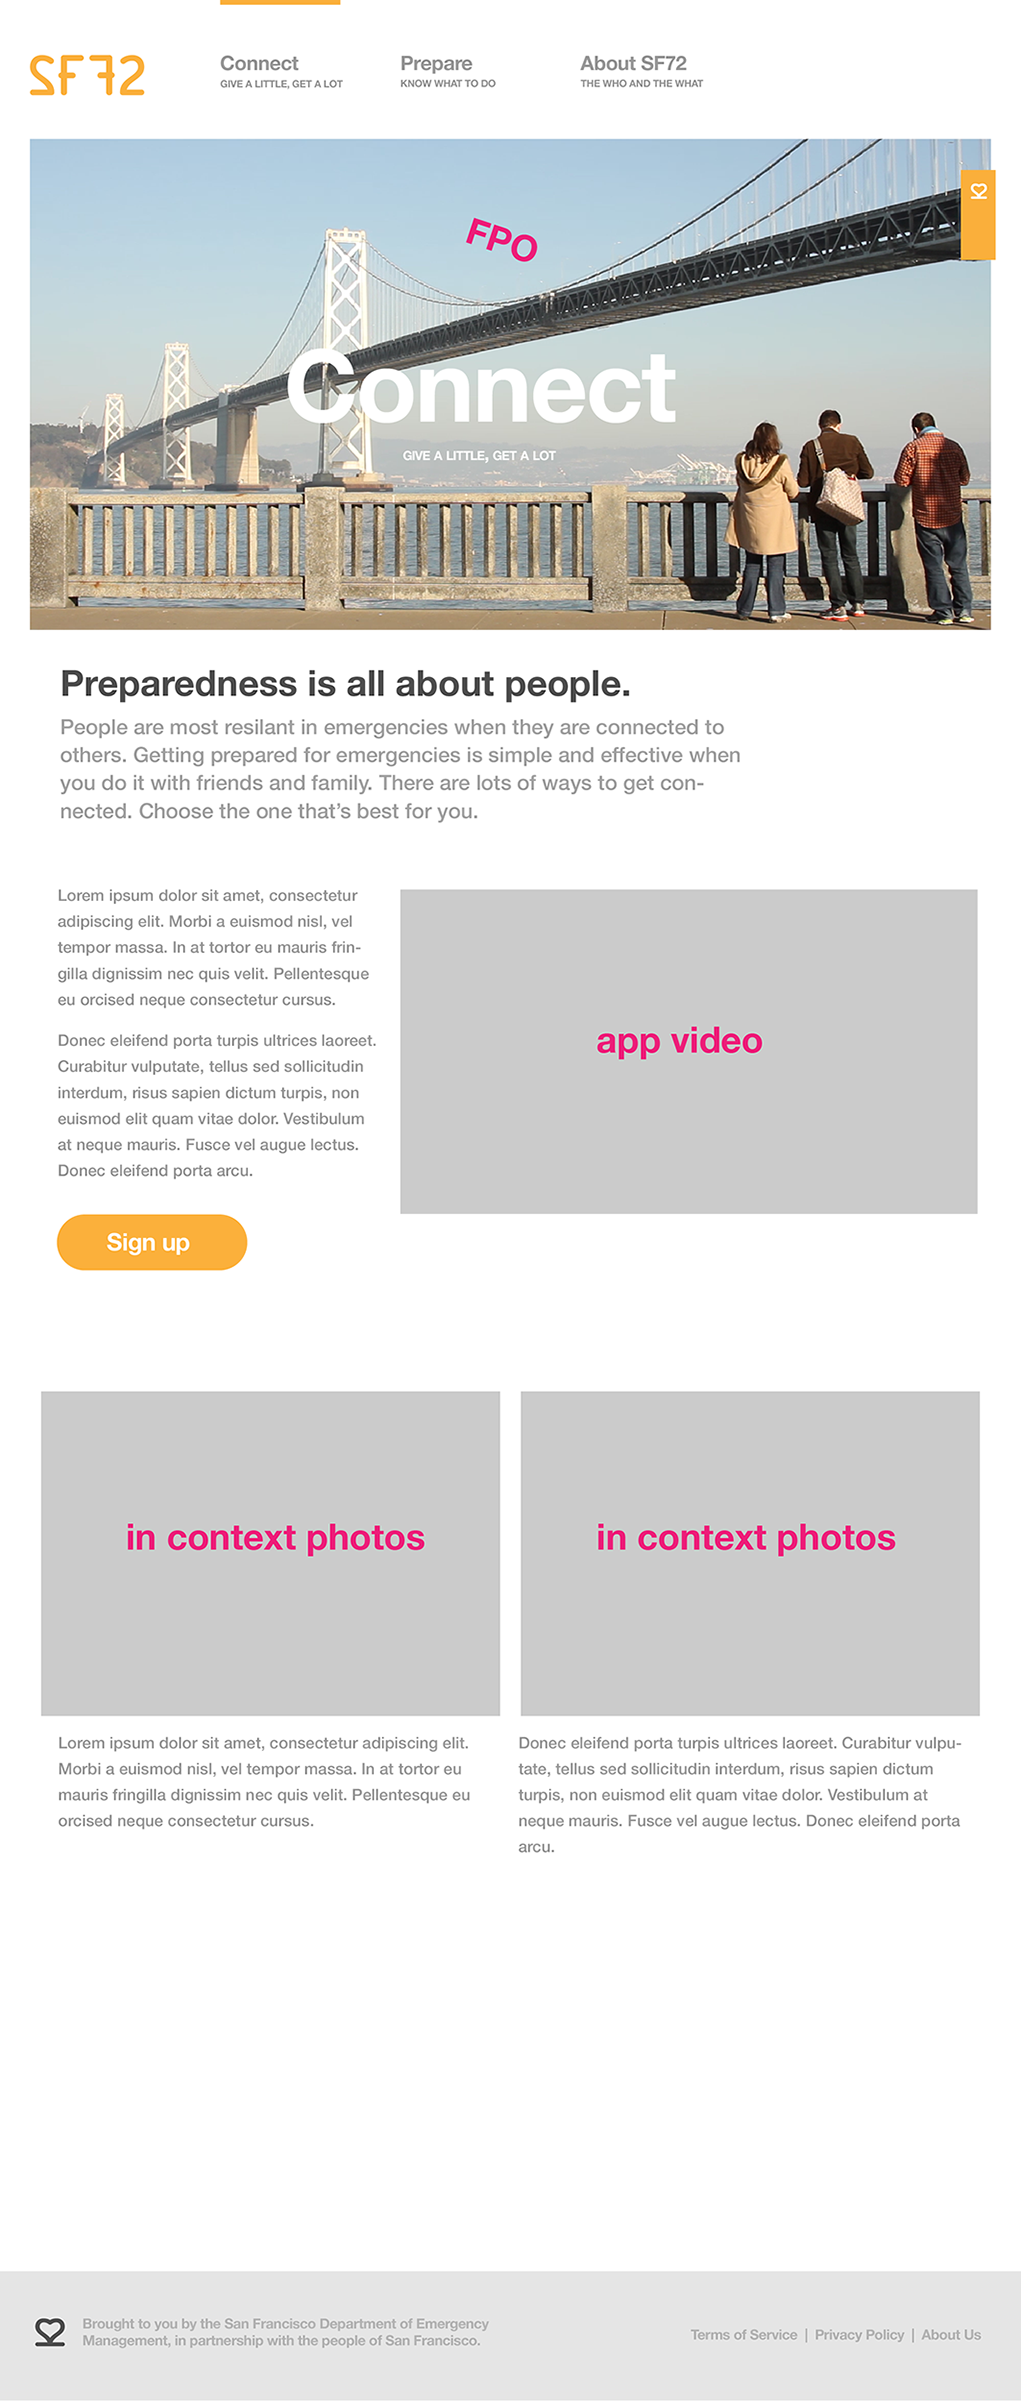 SF72
Connect
GIVE A LITTLE, GET A LOT
Prepare
KNOW WHAT TO DO
About SF72
THE WHO AND THE WHAT
FPO
Connect
GIVE A LITTLE, GET A LOT
Preparedness is all about people.
People are most resilant in emergencies when they are connected to
others. Getting prepared for emergencies is simple and effective when
you do it with friends and family. There are lots of ways to get con-
nected. Choose the one that’s best for you.
Lorem ipsum dolor sit amet, consectetur
adipiscing elit. Morbi a euismod nisl, vel
tempor massa. In at tortor eu mauris frin-
gilla dignissim nec quis velit. Pellentesque
eu orcised neque consectetur cursus.
Donec eleifend porta turpis ultrices laoreet.
Curabitur vulputate, tellus sed sollicitudin
interdum, risus sapien dictum turpis, non
euismod elit quam vitae dolor. Vestibulum
at neque mauris. Fusce vel augue lectus.
Donec eleifend porta arcu.
app video
Sign up
in context photos
in context photos
Lorem ipsum dolor sit amet, consectetur adipiscing elit.
Morbi a euismod nisl, vel tempor massa. In at tortor eu
mauris fringilla dignissim nec quis velit. Pellentesque eu
orcised neque consectetur cursus.
Donec eleifend porta turpis ultrices laoreet. Curabitur vulpu-
tate, tellus sed sollicitudin interdum, risus sapien dictum
turpis, non euismod elit quam vitae dolor. Vestibulum at
neque mauris. Fusce vel augue lectus. Donec eleifend porta
arcu.
Brought to you by the San Francisco Department of Emergency
Management, in partnership with the people of San Francisco.
Terms of Service | Privacy Policy | About Us